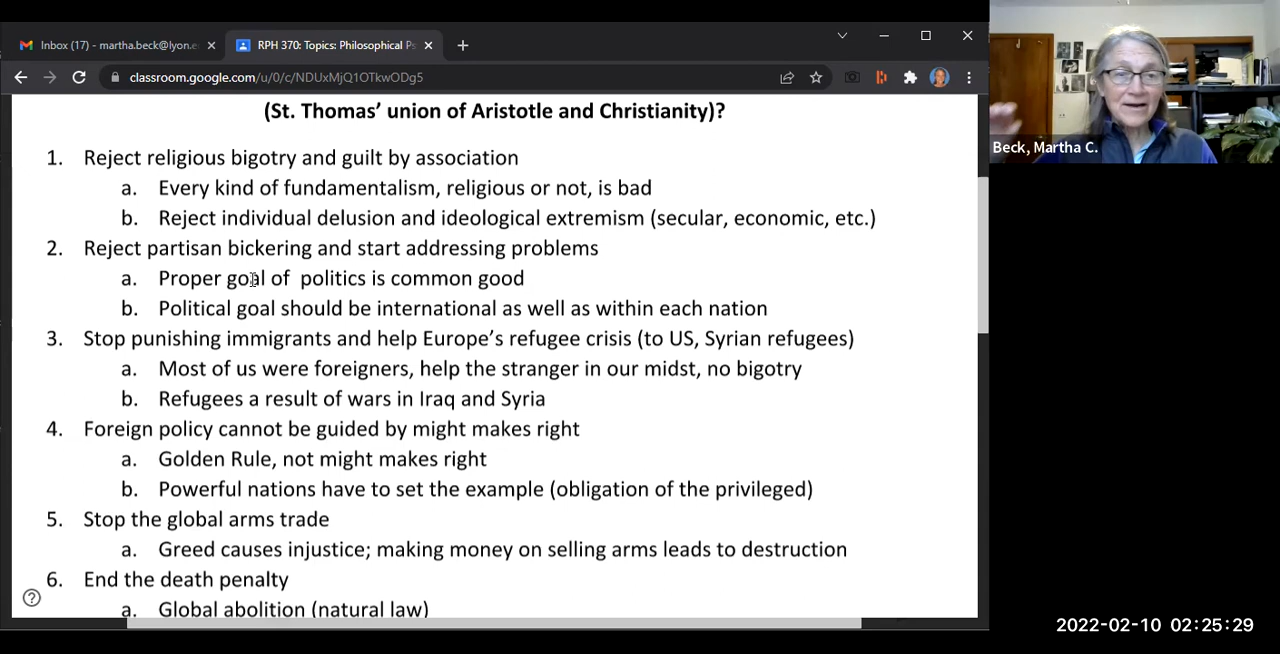 Inbox (17) - martha.beck@lyon.e
RPH 370: Topics: Philosophical Ps
classroom.google.com/u/0/c/NDUxMjQ1OTkwODg5
Beck, Martha C.
(St. Thomas’ union of Aristotle and Christianity)?
1. Reject religious bigotry and guilt by association
a. Every kind of fundamentalism, religious or not, is bad
b. Reject individual delusion and ideological extremism (secular, economic, etc.)
2. Reject partisan bickering and start addressing problems
a. Proper goal of politics is common good
b. Political goal should be international as well as within each nation
3. Stop punishing immigrants and help Europe’s refugee crisis (to US, Syrian refugees)
a. Most of us were foreigners, help the stranger in our midst, no bigotry
b. Refugees a result of wars in Iraq and Syria
4. Foreign policy cannot be guided by might makes right
a. Golden Rule, not might makes right
b. Powerful nations have to set the example (obligation of the privileged)
5. Stop the global arms trade
a. Greed causes injustice; making money on selling arms leads to destruction
6. End the death penalty
a. Global abolition (natural law)
2022-02-10 02:25:29